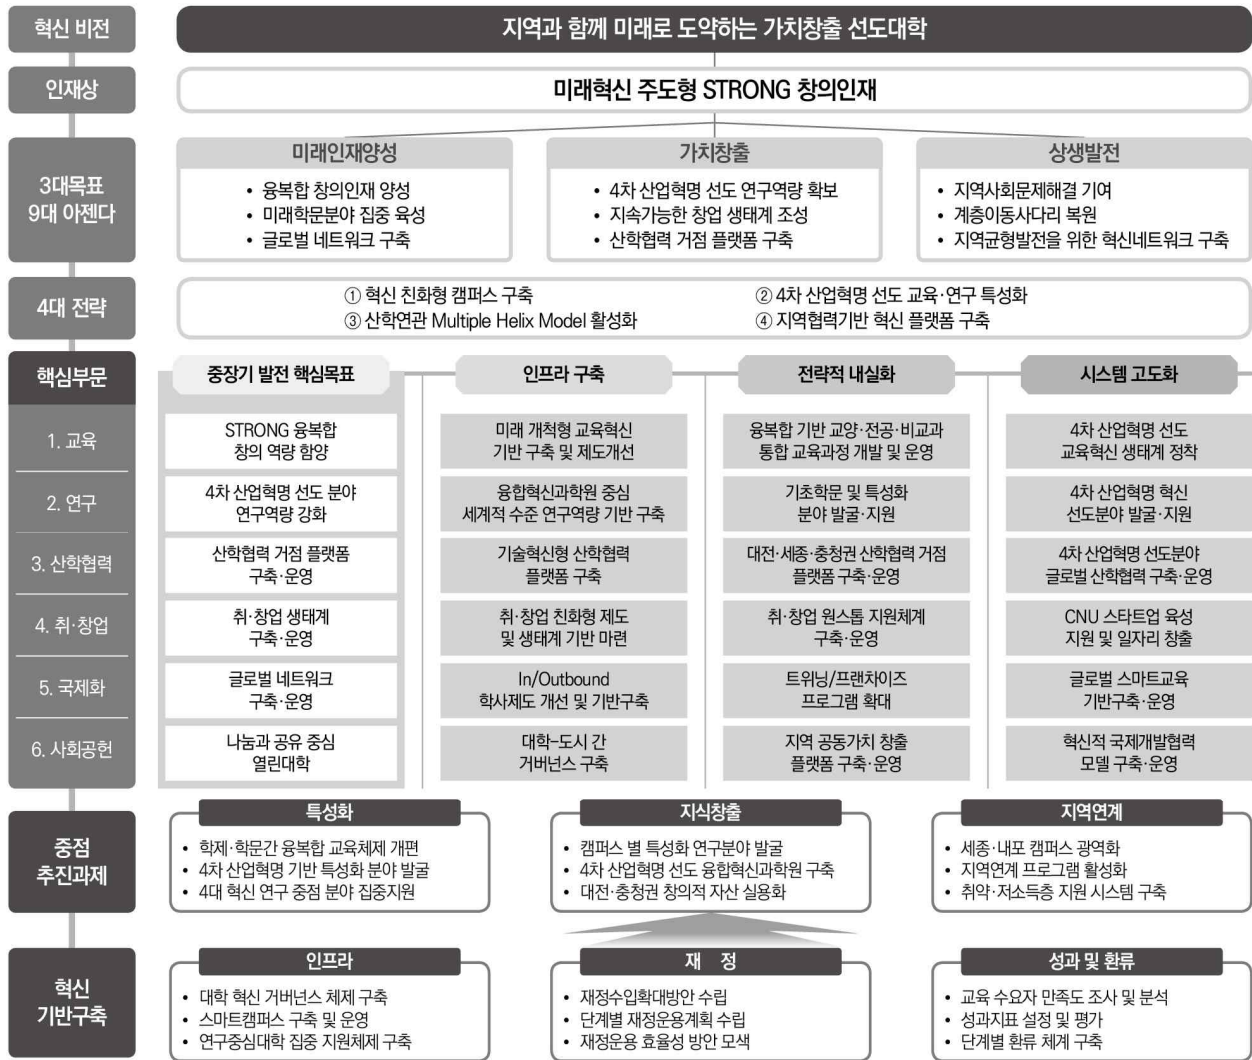 혁신 비전
지역과 함께 미래로 도약하는 가치창출 선도대학
인재상
미래혁신 주도형 STRONG 창의인재
3대목표
9대 아젠다
미래인재양성
• 융복합 창의인재 양성
• 미래학문분야 집중 육성
• 글로벌 네트워크 구축
가치창출
• 4차 산업혁명 선도 연구역량 확보
• 지속가능한 창업 생태계 조성
• 산학협력 거점 플랫폼 구축
상생발전
• 지역사회문제해결 기여
• 계층이동사다리 복원
• 지역균형발전을 위한 혁신네트워크 구축
4대 전략
① 혁신 친화형 캠퍼스 구축
② 4차 산업혁명 선도 교육·연구 특성화
③ 산학연관 Multiple Helix Model 활성화
④ 지역협력기반 혁신 플랫폼 구축
핵심부문
중장기 발전 핵심목표
인프라 구축
전략적 내실화
시스템 고도화
1. 교육
STRONG 융복합
창의 역량 함양
미래 개척형 교육혁신
기반 구축 및 제도개선
융복합 기반 교양·전공·비교과
통합 교육과정 개발 및 운영
4차 산업혁명 선도
교육혁신 생태계 정착
2. 연구
4차 산업혁명 선도 분야
연구역량 강화
융합혁신과학원 중심
세계적 수준 연구역량 기반 구축
기초학문 및 특성화
분야 발굴·지원
4차 산업혁명 혁신
선도분야 발굴·지원
3. 산학협력
산학협력 거점 플랫폼
구축·운영
기술혁신형 산학협력
플랫폼 구축
대전·세종·충청권 산학협력 거점
플랫폼 구축·운영
4차 산업혁명 선도분야
글로벌 산학협력 구축·운영
4. 취·창업
취·창업 생태계
구축·운영
취·창업 친화형 제도
및 생태계 기반 마련
취·창업 원스톱 지원체계
구축·운영
CNU 스타트업 육성
지원 및 일자리 창출
5. 국제화
글로벌 네트워크
구축·운영
In/Outbound
학사제도 개선 및 기반구축
트위닝/프랜차이즈
프로그램 확대
글로벌 스마트교육
기반구축·운영
6. 사회공헌
나눔과 공유 중심
열린대학
대학-도시 간
거버넌스 구축
지역 공동가치 창출
플랫폼 구축·운영
혁신적 국제개발협력
모델 구축·운영
중점
추진과제
특성화
• 학제·학문간 융복합 교육체제 개편
• 4차 산업혁명 기반 특성화 분야 발굴
• 4대 혁신 연구 중점 분야 집중지원
지식창출
• 캠퍼스 별 특성화 연구분야 발굴
• 4차 산업혁명 선도 융합혁신과학원 구축
• 대전·충청권 창의적 자산 실용화
지역연계
• 세종·내포 캠퍼스 광역화
• 지역연계 프로그램 활성화
• 취약·저소득층 지원 시스템 구축
혁신
기반구축
인프라
• 대학 혁신 거버넌스 체제 구축
• 스마트캠퍼스 구축 및 운영
• 연구중심대학 집중 지원체제 구축
재 정
• 재정수입확대방안 수립
• 단계별 재정운용계획 수립
• 재정운용 효율성 방안 모색
성과 및 환류
• 교육 수요자 만족도 조사 및 분석
• 성과지표 설정 및 평가
• 단계별 환류 체계 구축